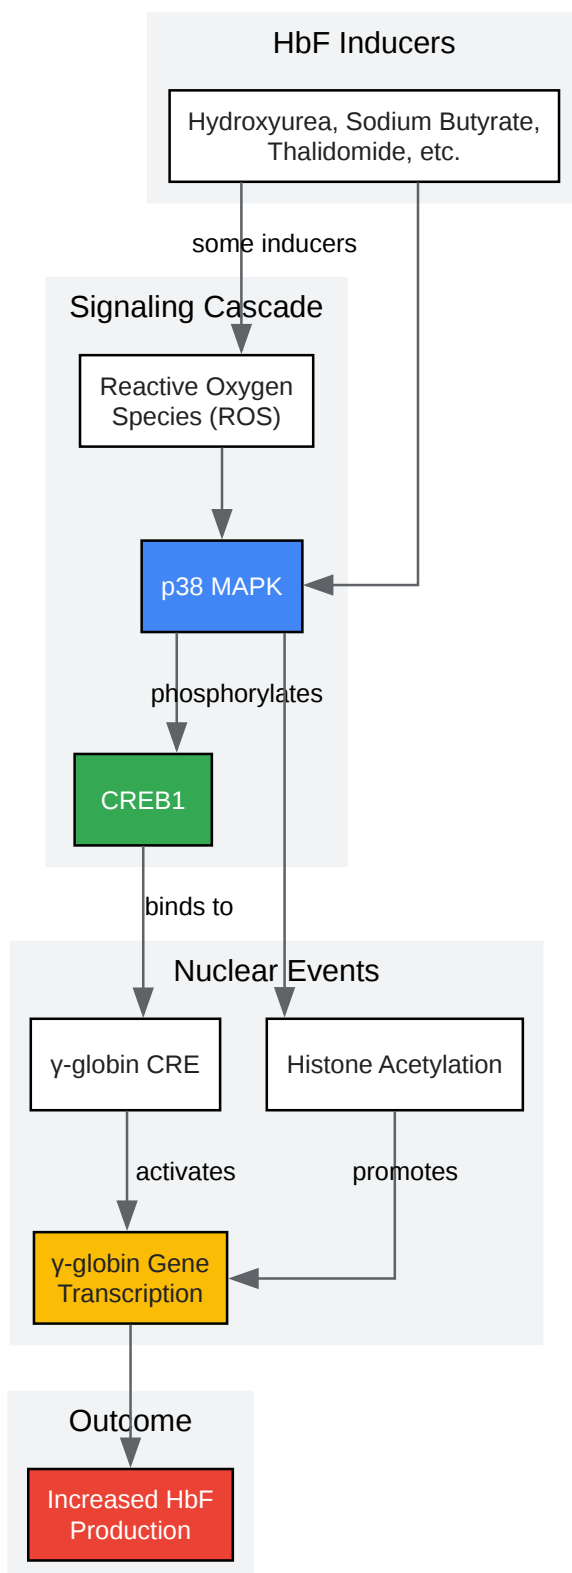 HbF Inducers
Hydroxyurea, Sodium Butyrate,
Thalidomide, etc.
some inducers
Signaling Cascade
Reactive Oxygen
Species (ROS)
p38 MAPK
phosphorylates
CREB1
binds to
Nuclear Events
γ-globin CRE
Histone Acetylation
activates
promotes
γ-globin Gene
Transcription
Outcome
Increased HbF
Production